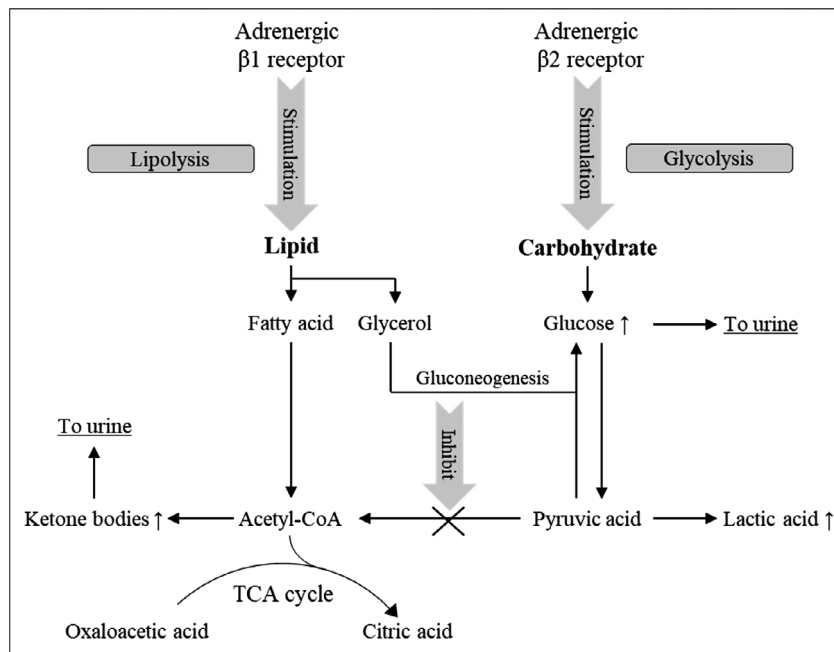 Adrenergic
β1 receptor
Adrenergic
β2 receptor
Stimulation
Stimulation
Lipolysis
Glycolysis
Lipid
Carbohydrate
Fatty acid
Glycerol
Glucose ↑
To urine
Gluconeogenesis
To urine
Inhibit
Ketone bodies ↑
Acetyl-CoA
Pyruvic acid
Lactic acid ↑
TCA cycle
Oxaloacetic acid
Citric acid